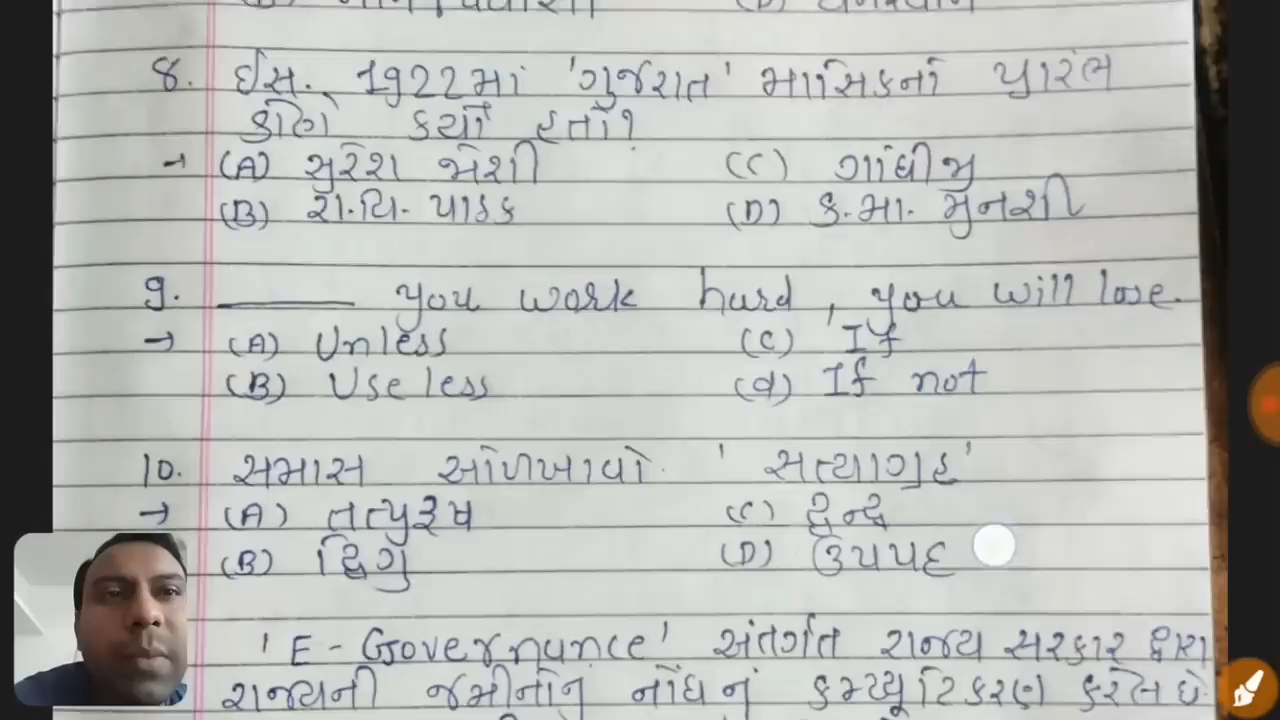 8. ઈસ. 1922માં 'ગુજરાત' માસિકનો પ્રારંભ
કોણે કર્યો હતો?
→ (A) સુરેશ જોશી (C) ગાંધીજી
(B) રા.વિ. પાઠક (D) ક.મા. મુનશી
9. ______ you work hard, you will lose.
→ (A) Unless (C) If
(B) Useless (d) If not
10. સમાસ ઓળખાવો. 'સત્યાગ્રહ'
→ (A) તત્પુરૂષ (C) દ્વન્દ્વ
(B) દ્વિગુ (D) ઉપપદ
'E-Governance' અંતર્ગત રાજ્ય સરકાર દ્વારા
રાજ્યની જમીનોનું નોંધનું કમ્પ્યૂટિકરણ કરેલ છે